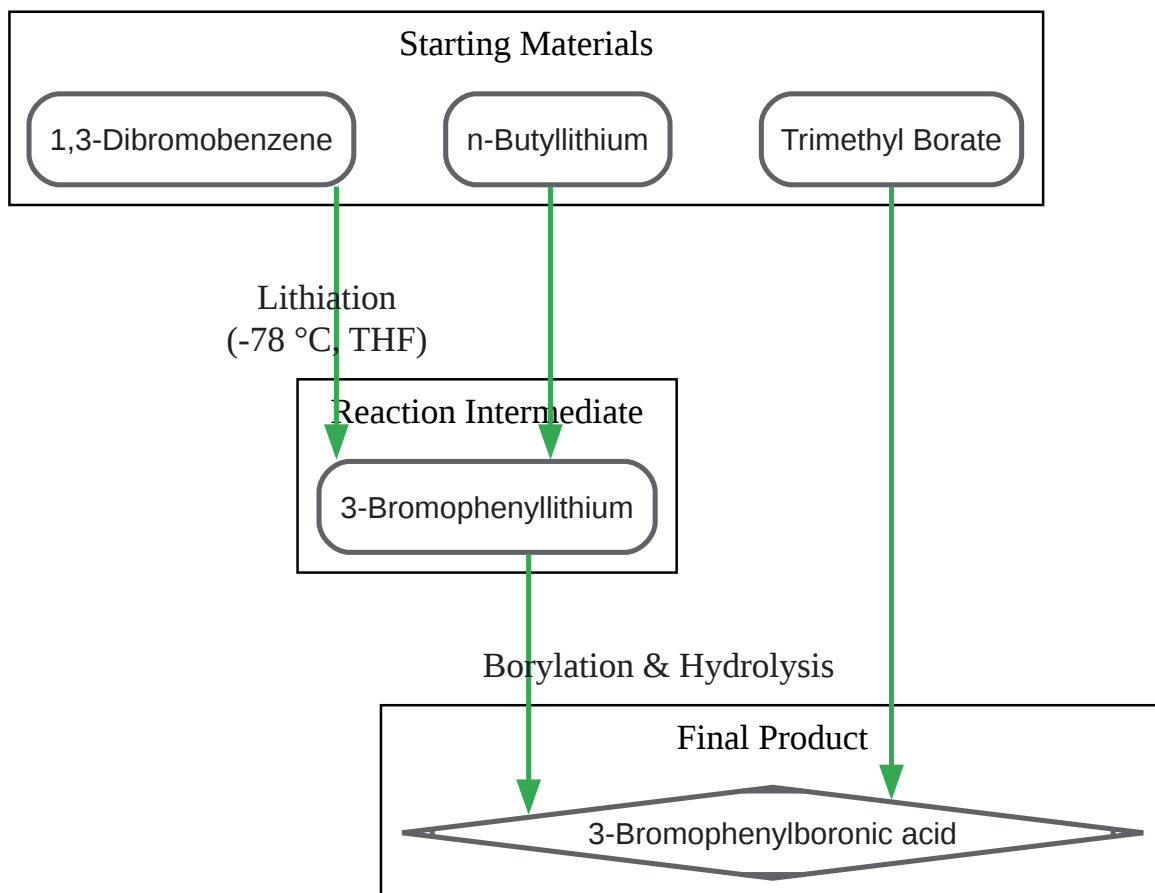 Starting Materials
1,3-Dibromobenzene
n-Butyllithium
Trimethyl Borate
Lithiation
(-78 °C, THF)
Reaction Intermediate
3-Bromophenyllithium
Borylation & Hydrolysis
Final Product
3-Bromophenylboronic acid